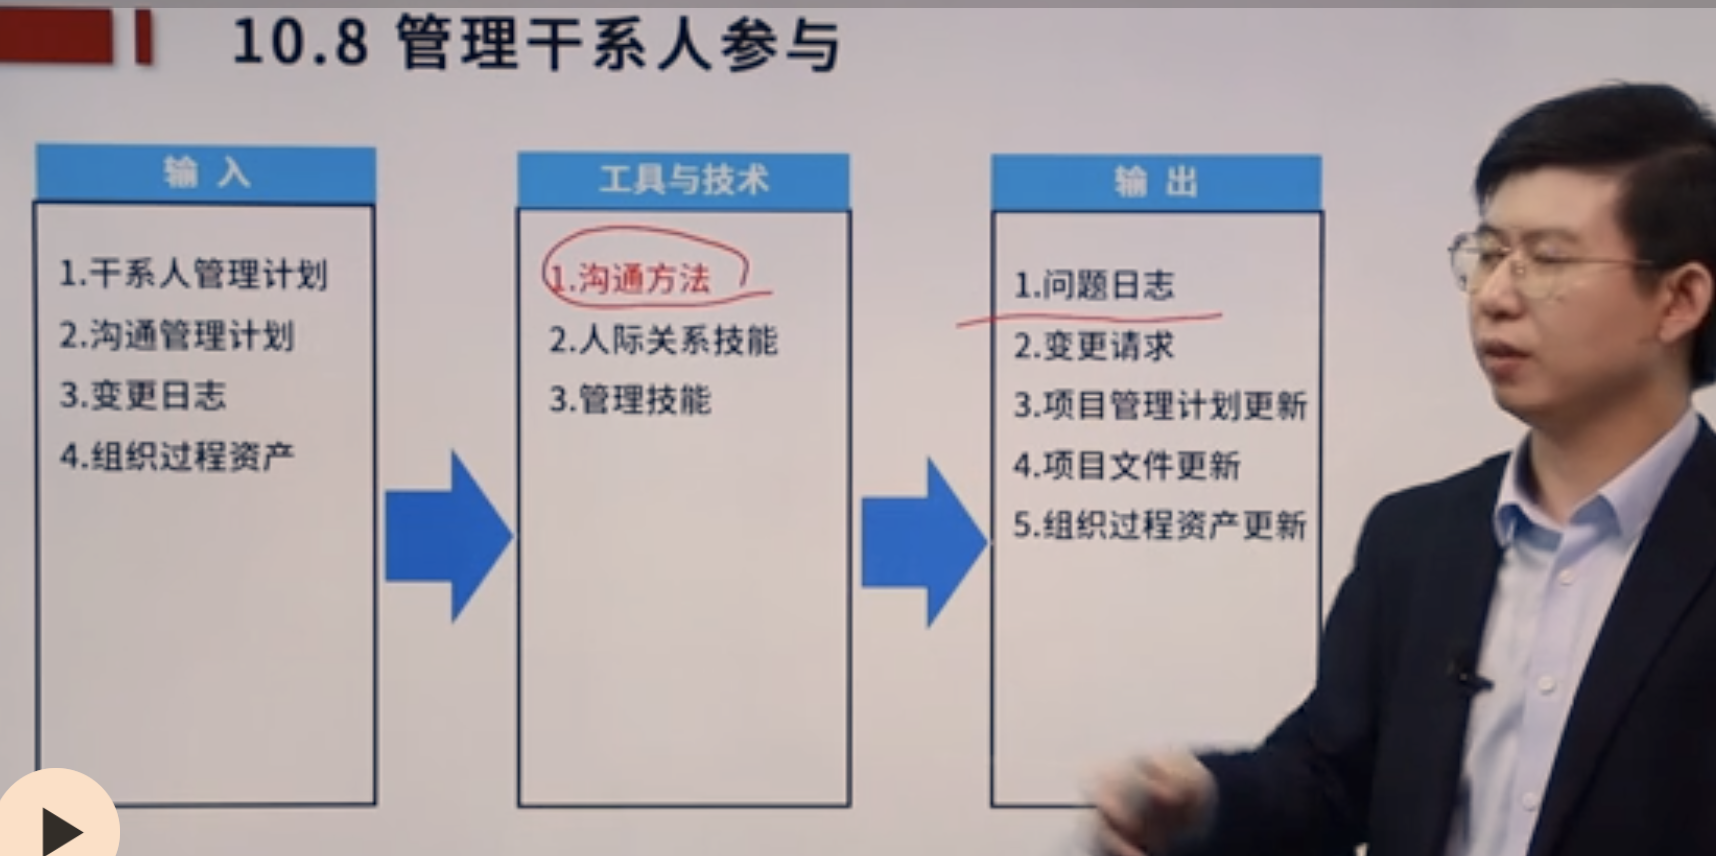 10.8 管理干系人参与
输 入
1.干系人管理计划
2.沟通管理计划
3.变更日志
4.组织过程资产
工具与技术
1.沟通方法
2.人际关系技能
3.管理技能
输 出
1.问题日志
2.变更请求
3.项目管理计划更新
4.项目文件更新
5.组织过程资产更新